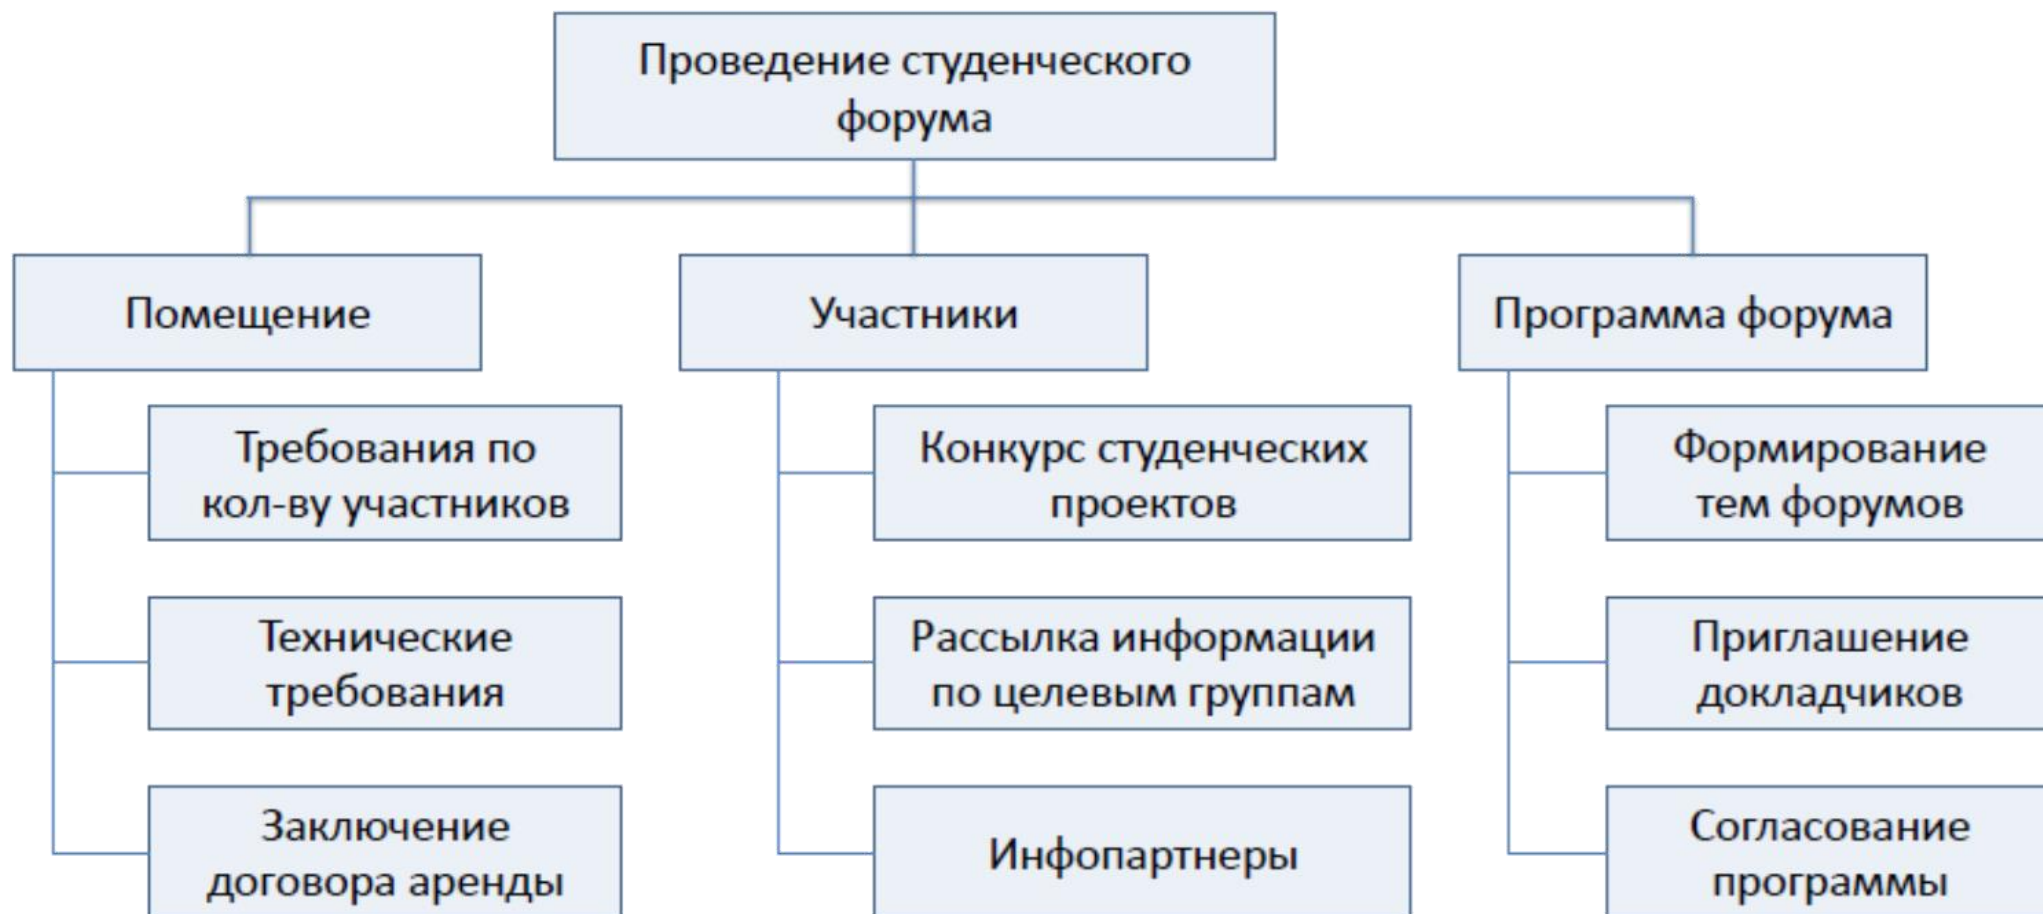 Проведение студенческого
форума
Помещение
Участники
Программа форума
Требования по
кол-ву участников
Конкурс студенческих
проектов
Формирование
тем форумов
Технические
требования
Рассылка информации
по целевым группам
Приглашение
докладчиков
Заключение
договора аренды
Инфопартнеры
Согласование
программы